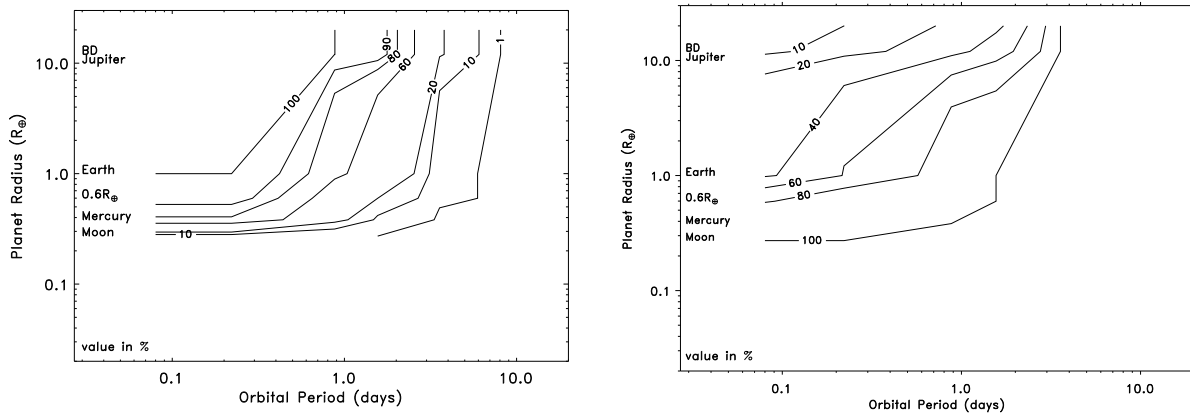 BD
Jupiter
10.0
Earth
1.0
0.6R⊕
Mercury
Moon
0.1
value in %
Planet Radius (R⊕)
100
90
80
60
20
10
1
10
0.1
1.0
10.0
Orbital Period (days)
BD
Jupiter
10.0
Earth
1.0
0.6R⊕
Mercury
Moon
0.1
value in %
Planet Radius (R⊕)
10
20
40
60
80
100
0.1
1.0
10.0
Orbital Period (days)